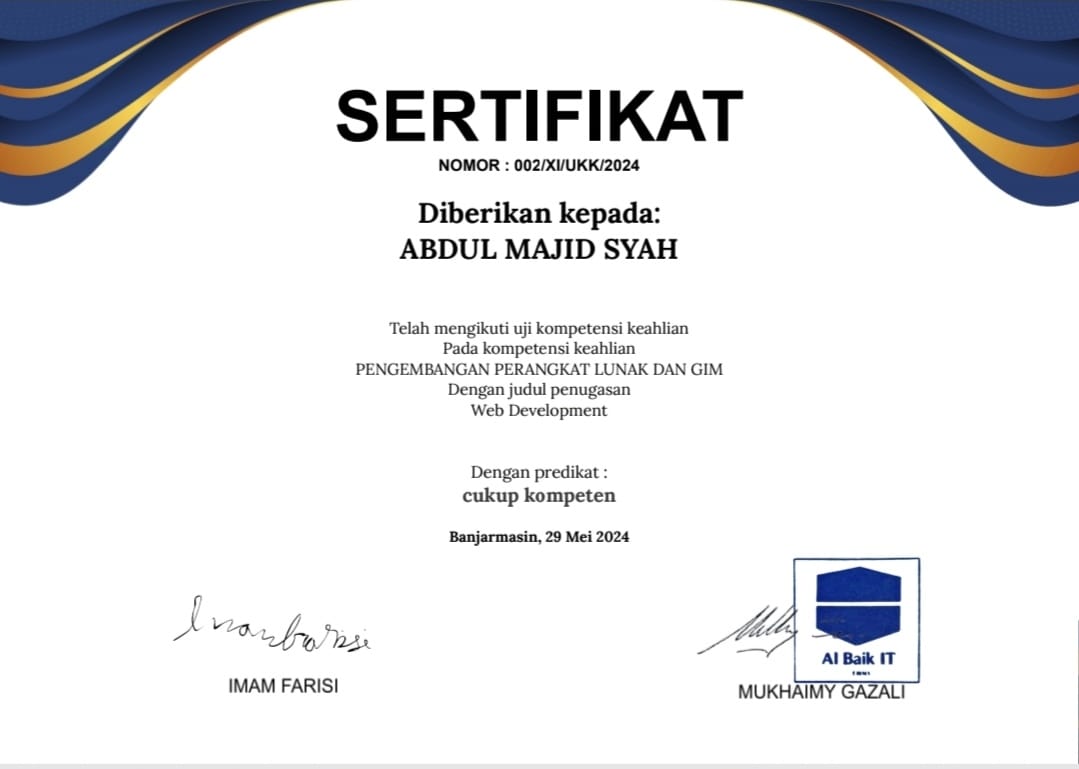 SERTIFIKAT
NOMOR : 002/XI/UKK/2024
Diberikan kepada:
ABDUL MAJID SYAH
Telah mengikuti uji kompetensi keahlian
Pada kompetensi keahlian
PENGEMBANGAN PERANGKAT LUNAK DAN GIM
Dengan judul penugasan
Web Development
Dengan predikat :
cukup kompeten
Banjarmasin, 29 Mei 2024
Al Baik IT
IMAM FARISI
MUKHAIMY GAZALI